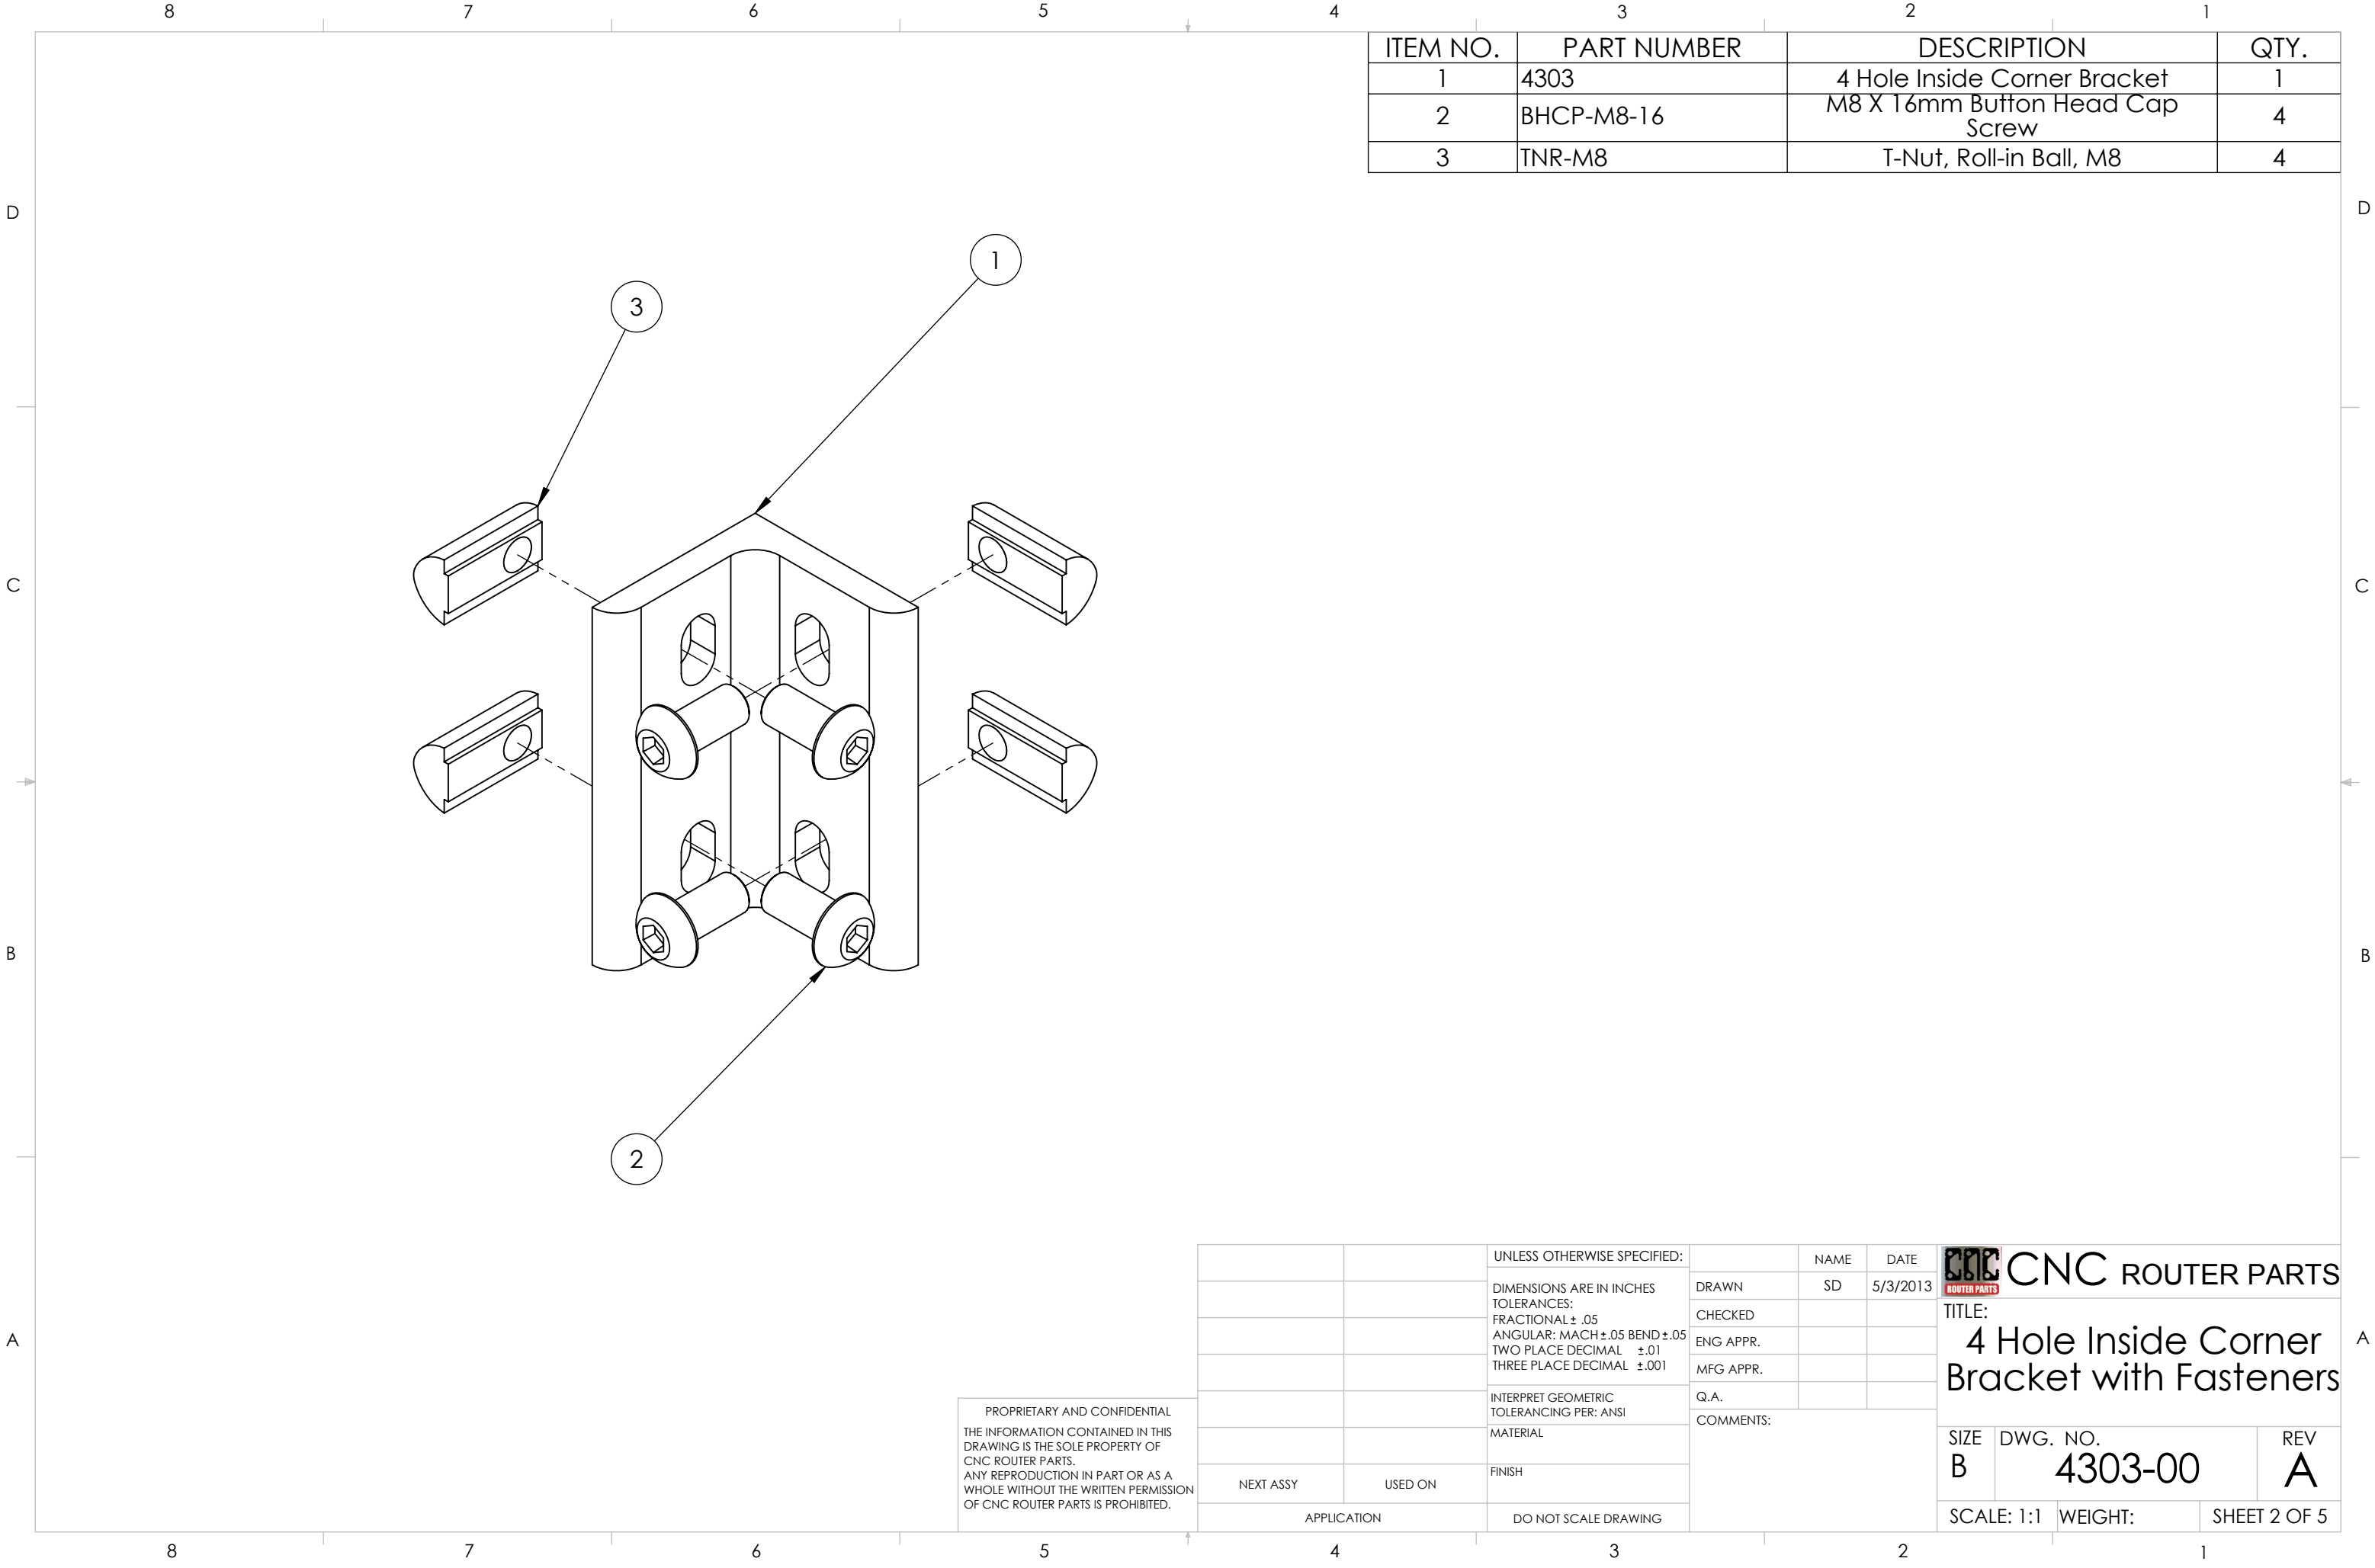 8 7 6 5 4 3 2 1
ITEM NO. PART NUMBER DESCRIPTION QTY.
1 4303 4 Hole Inside Corner Bracket 1
2 BHCP-M8-16 M8 X 16mm Button Head Cap
Screw 4
3 TNR-M8 T-Nut, Roll-in Ball, M8 4
D D
1
3
C C
B B
2
A A
PROPRIETARY AND CONFIDENTIAL
THE INFORMATION CONTAINED IN THIS
DRAWING IS THE SOLE PROPERTY OF
CNC ROUTER PARTS.
ANY REPRODUCTION IN PART OR AS A
WHOLE WITHOUT THE WRITTEN PERMISSION
OF CNC ROUTER PARTS IS PROHIBITED.
NEXT ASSY USED ON
APPLICATION
UNLESS OTHERWISE SPECIFIED:
DIMENSIONS ARE IN INCHES
TOLERANCES:
FRACTIONAL ± .05
ANGULAR: MACH ± .05 BEND ± .05
TWO PLACE DECIMAL ±.01
THREE PLACE DECIMAL ±.001
INTERPRET GEOMETRIC
TOLERANCING PER: ANSI
MATERIAL
FINISH
DO NOT SCALE DRAWING
NAME DATE
DRAWN SD 5/3/2013
CHECKED
ENG APPR.
MFG APPR.
Q.A.
COMMENTS:
CNC
ROUTER PARTS
CNC ROUTER PARTS
TITLE:
4 Hole Inside Corner
Bracket with Fasteners
SIZE DWG. NO. REV
B 4303-00 A
SCALE: 1:1 WEIGHT: SHEET 2 OF 5
8 7 6 5 4 3 2 1